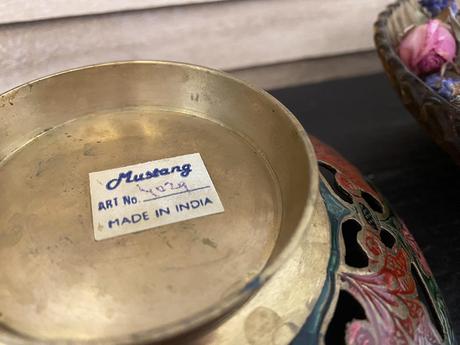 Mustang
ART No.
MADE IN INDIA